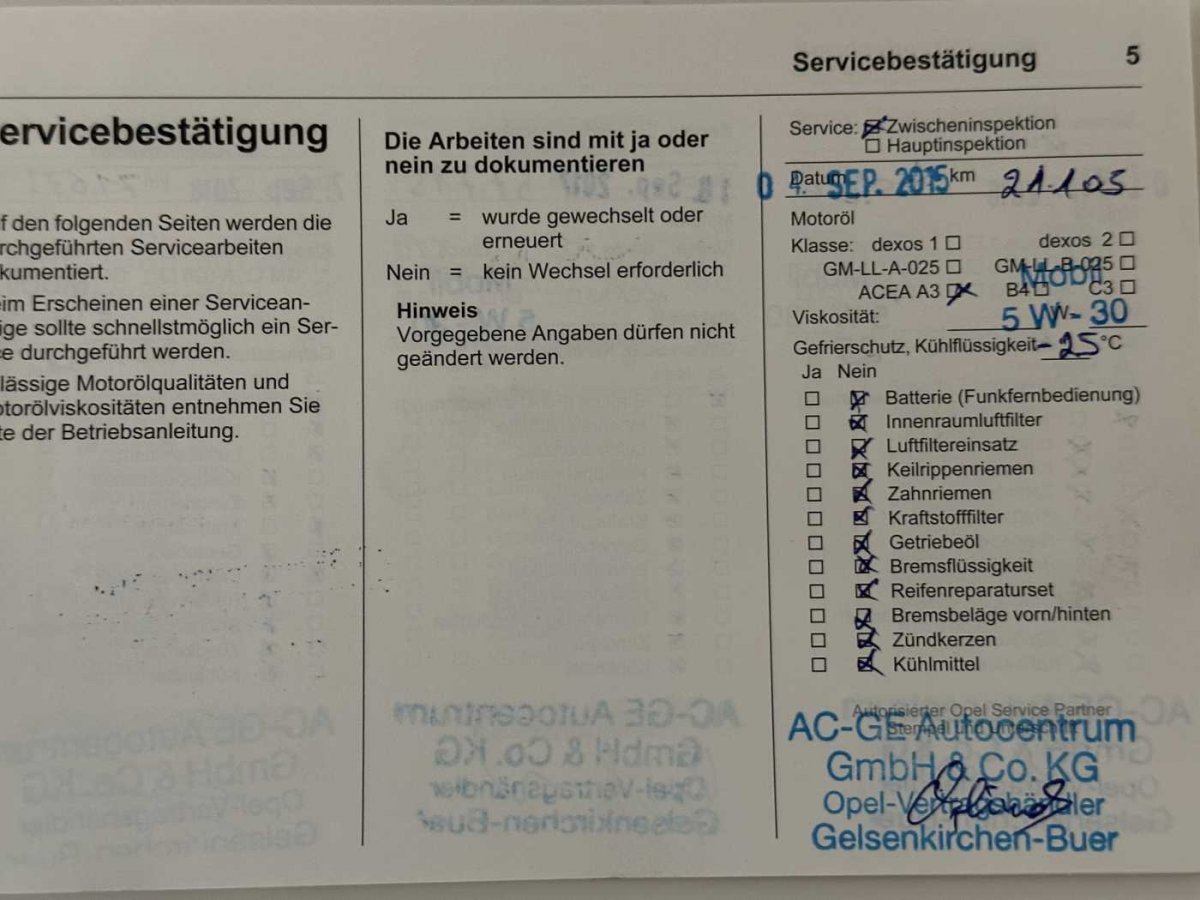 Servicebestätigung 5
ervicebestätigung
f den folgenden Seiten werden die
urchgeführten Servicearbeiten
kumentiert.
eim Erscheinen einer Servicean-
ige sollte schnellstmöglich ein Ser-
ce durchgeführt werden.
lässige Motorölqualitäten und
otorölviskositäten entnehmen Sie
te der Betriebsanleitung.
Die Arbeiten sind mit ja oder
nein zu dokumentieren
Ja = wurde gewechselt oder
erneuert
Nein = kein Wechsel erforderlich
Hinweis
Vorgegebene Angaben dürfen nicht
geändert werden.
Service: Zwischeninspektion
Hauptinspektion
Datum 04. SEP. 2015 km 21.105
Motoröl
Klasse: dexos 1 dexos 2
GM-LL-A-025 GM-LL-B-025
Mobil
ACEA A3 B4 C3
Viskosität: 5 W - 30
Gefrierschutz, Kühlflüssigkeit -25 °C
Ja Nein
Batterie (Funkfernbedienung)
Innenraumluftfilter
Luftfiltereinsatz
Keilrippenriemen
Zahnriemen
Kraftstofffilter
Getriebeöl
Bremsflüssigkeit
Reifenreparaturset
Bremsbeläge vorn/hinten
Zündkerzen
Kühlmittel
Autorisierter Opel Service Partner
AC-GE Autocentrum
GmbH & Co. KG
Opel-Vertragshändler
Gelsenkirchen-Buer